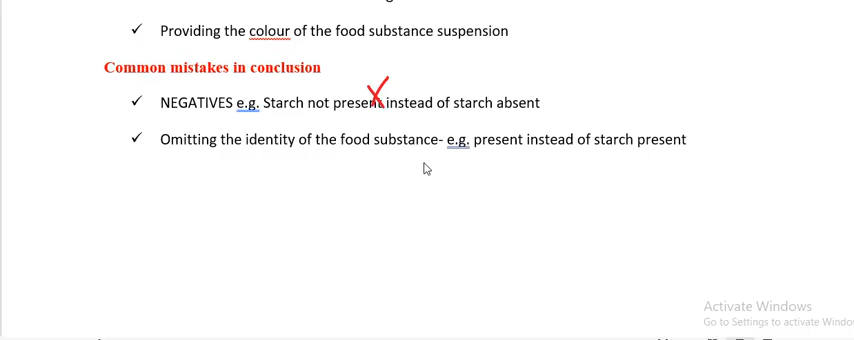 Providing the colour of the food substance suspension
Common mistakes in conclusion
NEGATIVES e.g. Starch not present instead of starch absent
Omitting the identity of the food substance- e.g. present instead of starch present
Activate Windows
Go to Settings to activate Windo